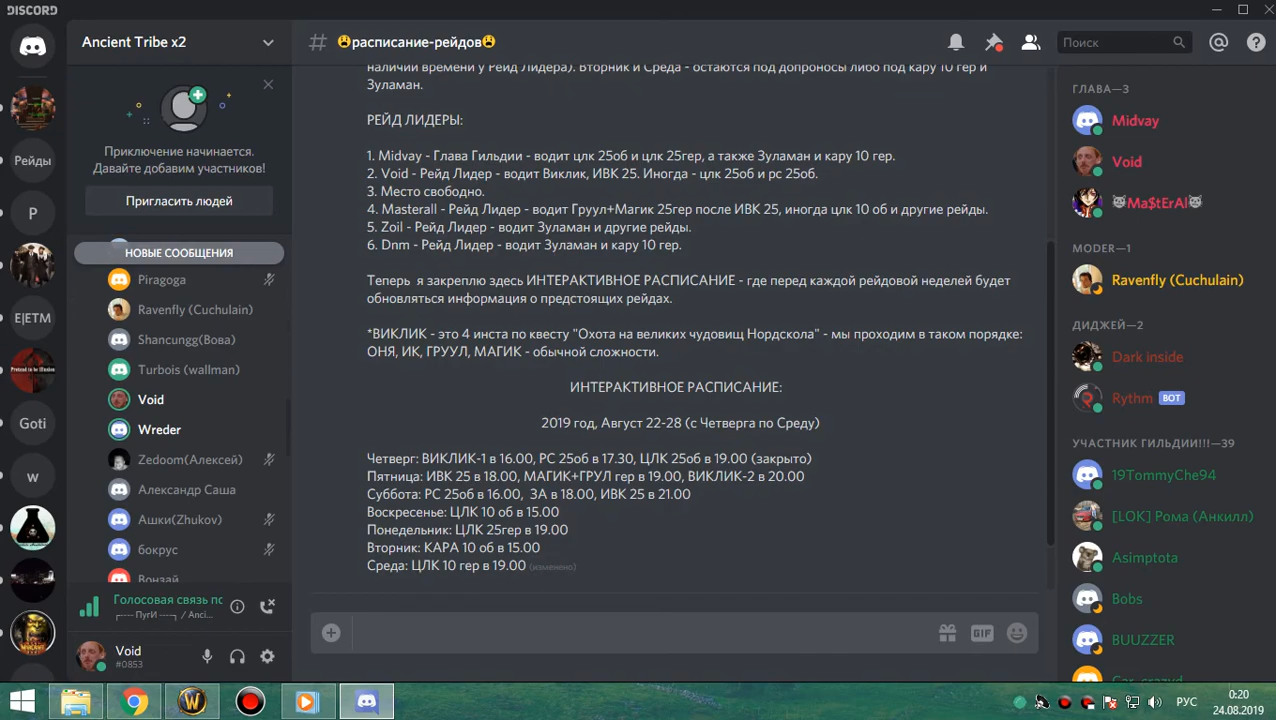 DISCORD
Ancient Tribe x2
Приключение начинается.
Давайте добавим участников!
Пригласить людей
НОВЫЕ СООБЩЕНИЯ
Piragoga
Ravenfly (Cuchulain)
Shancungg(Вова)
Turbois (wallman)
Void
Wreder
Zedoom(Алексей)
Александр Саша
Ашки(Zhukov)
бокрус
Вонзай
Голосовая связь пс
┌---- ПугИ ----┐ / Anci...
Void
#0853
Рейды
P
E|ETM
Goti
w
# 😩расписание-рейдов😩
Поиск
наличии времени у Рейд Лидера). Вторник и Среда - остаются под допроносы либо под кару 10 гер и
Зуламан.
РЕЙД ЛИДЕРЫ:
1. Midvay - Глава Гильдии - водит цлк 25об и цлк 25гер, а также Зуламан и кару 10 гер.
2. Void - Рейд Лидер - водит Виклик, ИВК 25. Иногда - цлк 25об и рс 25об.
3. Место свободно.
4. Masterall - Рейд Лидер - водит Груул+Магик 25гер после ИВК 25, иногда цлк 10 об и другие рейды.
5. Zoil - Рейд Лидер - водит Зуламан и другие рейды.
6. Dnm - Рейд Лидер - водит Зуламан и кару 10 гер.
Теперь я закреплю здесь ИНТЕРАКТИВНОЕ РАСПИСАНИЕ - где перед каждой рейдовой неделей будет
обновляться информация о предстоящих рейдах.
*ВИКЛИК - это 4 инста по квесту "Охота на великих чудовищ Нордскола" - мы проходим в таком порядке:
ОНЯ, ИК, ГРУУЛ, МАГИК - обычной сложности.
ИНТЕРАКТИВНОЕ РАСПИСАНИЕ:
2019 год, Август 22-28 (с Четверга по Среду)
Четверг: ВИКЛИК-1 в 16.00, РС 25об в 17.30, ЦЛК 25об в 19.00 (закрыто)
Пятница: ИВК 25 в 18.00, МАГИК+ГРУЛ гер в 19.00, ВИКЛИК-2 в 20.00
Суббота: РС 25об в 16.00, ЗА в 18.00, ИВК 25 в 21.00
Воскресенье: ЦЛК 10 об в 15.00
Понедельник: ЦЛК 25гер в 19.00
Вторник: КАРА 10 об в 15.00
Среда: ЦЛК 10 гер в 19.00 (изменено)
GIF
ГЛАВА—3
Midvay
Void
😈Ma$tErAl😈
MODER—1
Ravenfly (Cuchulain)
ДИДЖЕЙ—2
Dark inside
Rythm БОТ
УЧАСТНИК ГИЛЬДИИ!!!—39
19TommyChe94
[LOK] Рома (Анкилл)
Asimptota
Bobs
BUUZZER
Car_crazyd
РУС
0:20
24.08.2019